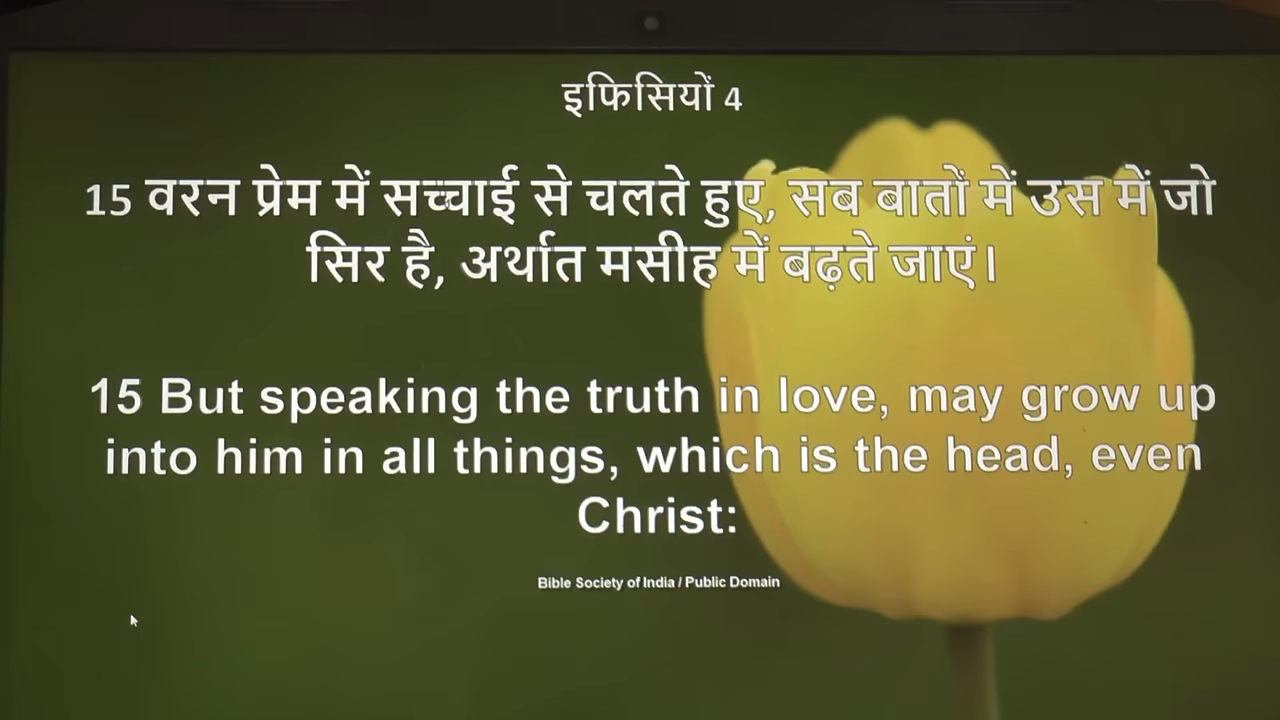 इफिसियों 4
15 वरन प्रेम में सच्चाई से चलते हुए, सब बातों में उस में जो
सिर है, अर्थात मसीह में बढ़ते जाएं।
15 But speaking the truth in love, may grow up
into him in all things, which is the head, even
Christ:
Bible Society of India / Public Domain